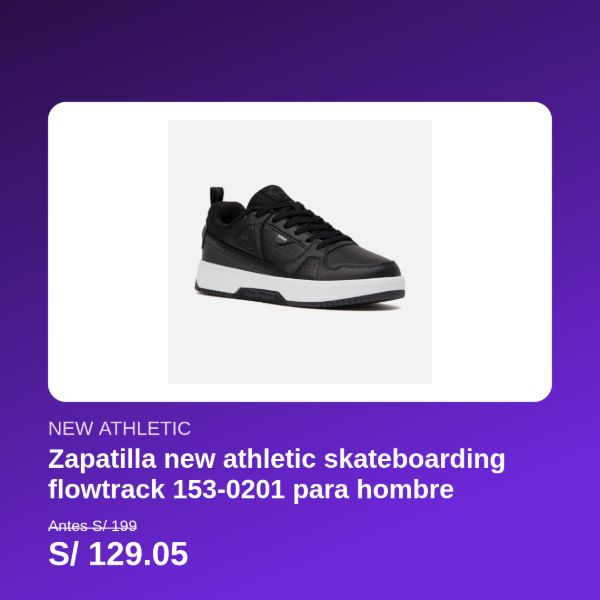 NEW ATHLETIC
Zapatilla new athletic skateboarding
flowtrack 153-0201 para hombre
Antes S/ 199
S/ 129.05